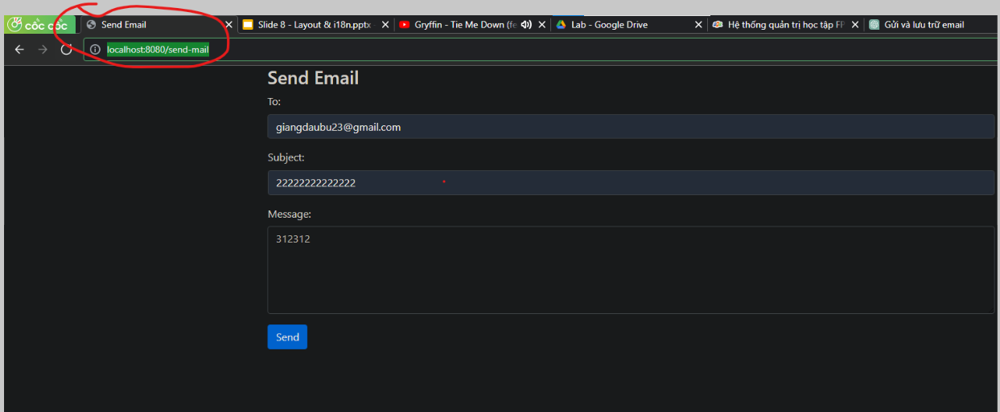 cốc cốc
Send Email
Slide 8 - Layout & i18n.pptx -
Gryffin - Tie Me Down (fe
Lab - Google Drive
Hệ thống quản trị học tập FP
Gửi và lưu trữ email
localhost:8080/send-mail
Send Email
To:
giangdaubu23@gmail.com
Subject:
22222222222222
Message:
312312
Send